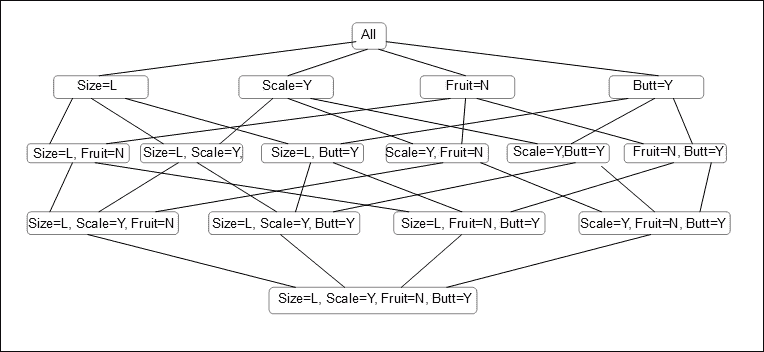 All
Size=L
Scale=Y
Fruit=N
Butt=Y
Size=L, Fruit=N
Size=L, Scale=Y,
Size=L, Butt=Y
Scale=Y, Fruit=N
Scale=Y,Butt=Y
Fruit=N, Butt=Y
Size=L, Scale=Y, Fruit=N
Size=L, Scale=Y, Butt=Y
Size=L, Fruit=N, Butt=Y
Scale=Y, Fruit=N, Butt=Y
Size=L, Scale=Y, Fruit=N, Butt=Y